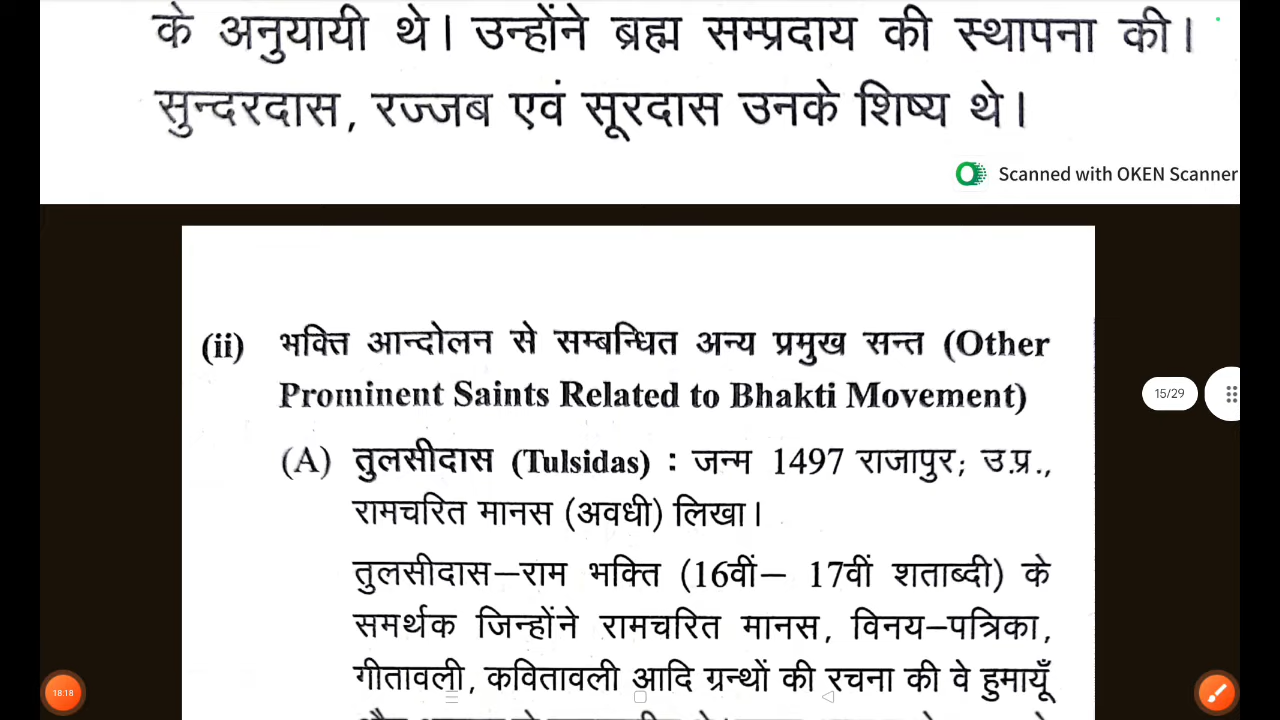 के अनुयायी थे। उन्होंने ब्रह्म सम्प्रदाय की स्थापना की।
सुन्दरदास, रज्जब एवं सूरदास उनके शिष्य थे।
Scanned with OKEN Scanner
(ii) भक्ति आन्दोलन से सम्बन्धित अन्य प्रमुख सन्त (Other
Prominent Saints Related to Bhakti Movement)
15/29
(A) तुलसीदास (Tulsidas) : जन्म 1497 राजापुर; उ.प्र.,
रामचरित मानस (अवधी) लिखा।
तुलसीदास–राम भक्ति (16वीं– 17वीं शताब्दी) के
समर्थक जिन्होंने रामचरित मानस, विनय–पत्रिका,
गीतावली, कवितावली आदि ग्रन्थों की रचना की वे हुमायूँ
18:18